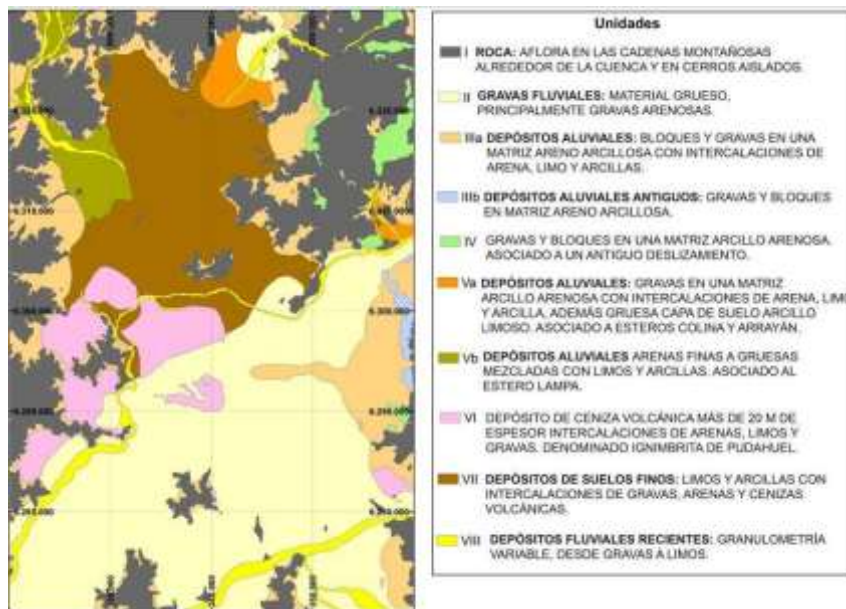 Unidades
I ROCA: AFLORA EN LAS CADENAS MONTAÑOSAS
ALREDEDOR DE LA CUENCA Y EN CERROS AISLADOS.
II GRAVAS FLUVIALES: MATERIAL GRUESO,
PRINCIPALMENTE GRAVAS ARENOSAS.
IIIa DEPÓSITOS ALUVIALES: BLOQUES Y GRAVAS EN UNA
MATRIZ ARENO ARCILLOSA CON INTERCALACIONES DE
ARENA, LIMO Y ARCILLAS.
IIIb DEPÓSITOS ALUVIALES ANTIGUOS: GRAVAS Y BLOQUES
EN MATRIZ ARENO ARCILLOSA.
IV GRAVAS Y BLOQUES EN UNA MATRIZ ARCILLO ARENOSA.
ASOCIADO A UN ANTIGUO DESLIZAMIENTO.
Va DEPÓSITOS ALUVIALES: GRAVAS EN UNA MATRIZ
ARCILLO ARENOSA CON INTERCALACIONES DE ARENA, LIMO
Y ARCILLA, ADEMÁS GRUESA CAPA DE SUELO ARCILLO
LIMOSO. ASOCIADO A ESTEROS COLINA Y ARRAYÁN.
Vb DEPÓSITOS ALUVIALES ARENAS FINAS A GRUESAS
MEZCLADAS CON LIMOS Y ARCILLAS. ASOCIADO AL
ESTERO LAMPA.
VI DEPÓSITO DE CENIZA VOLCÁNICA MÁS DE 20 M DE
ESPESOR INTERCALACIONES DE ARENAS, LIMOS Y
GRAVAS. DENOMINADO IGNIMBRITA DE PUDAHUEL.
VII DEPÓSITOS DE SUELOS FINOS: LIMOS Y ARCILLAS CON
INTERCALACIONES DE GRAVAS, ARENAS Y CENIZAS
VOLCÁNICAS.
VIII DEPÓSITOS FLUVIALES RECIENTES: GRANULOMETRÍA
VARIABLE, DESDE GRAVAS A LIMOS.